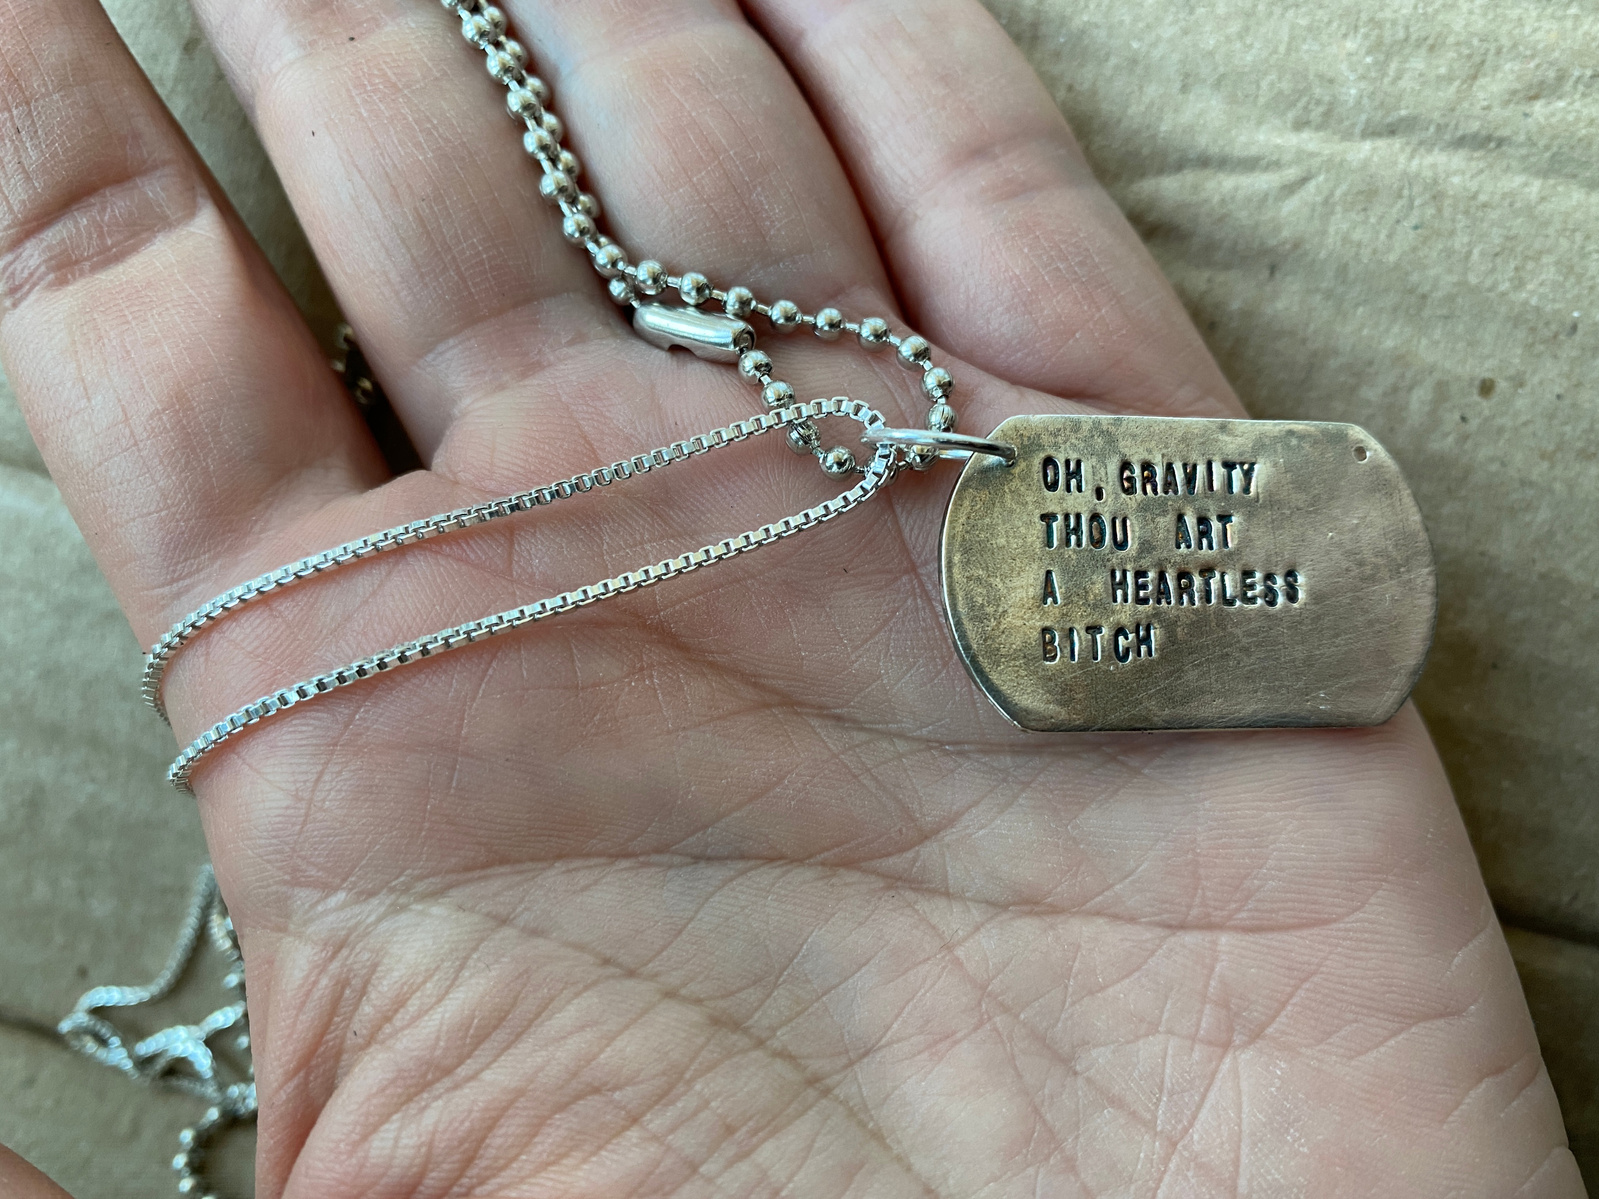 OH, GRAVITY
THOU ART
A HEARTLESS
BITCH